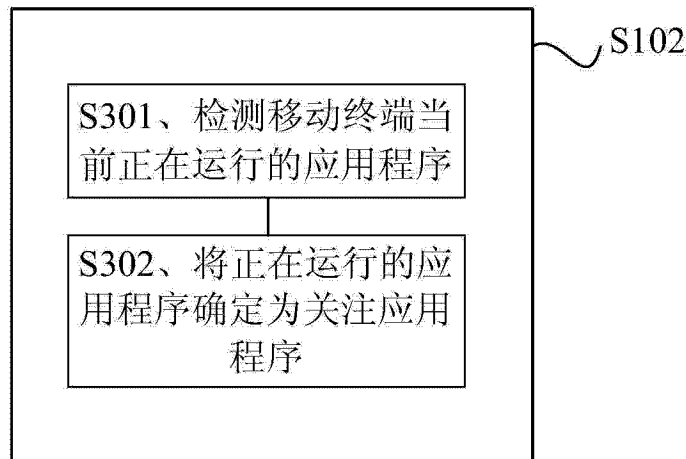 S102
S301、检测移动终端当
前正在运行的应用程序
S302、将正在运行的应
用程序确定为关注应用
程序